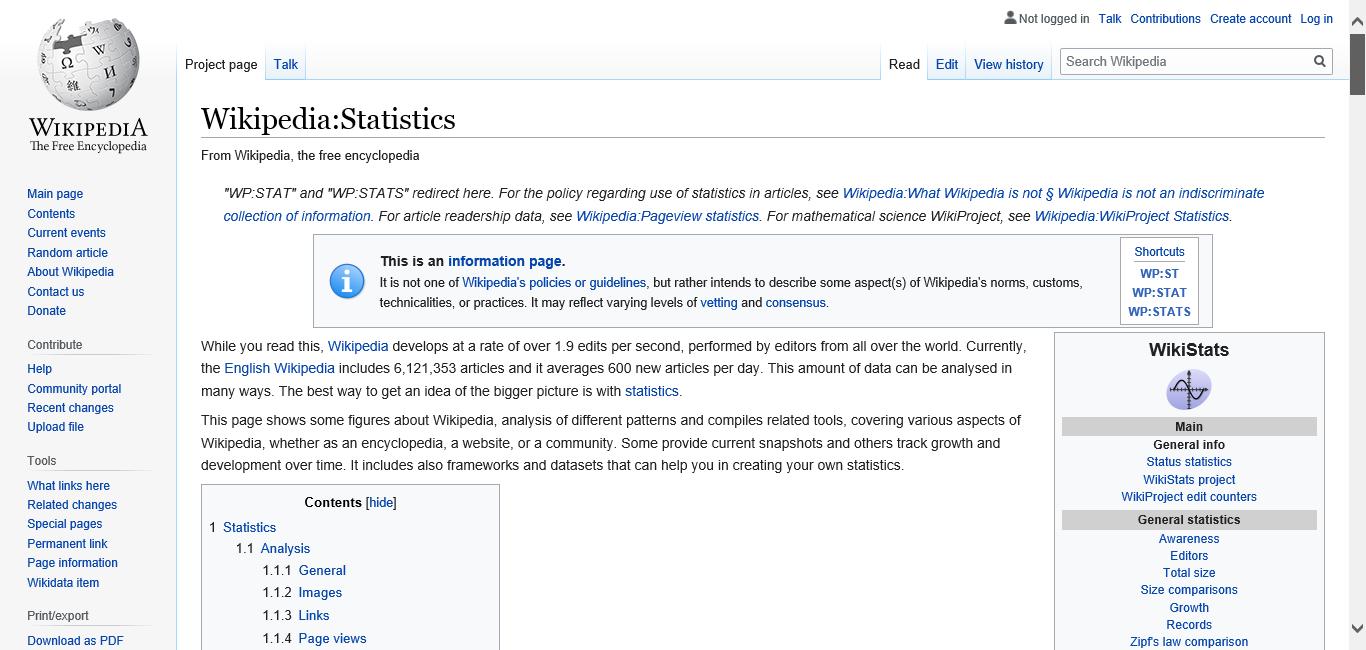 Not logged in Talk Contributions Create account Log in
Project page Talk
Read Edit View history
Search Wikipedia
WIKIPEDIA
The Free Encyclopedia
Main page
Contents
Current events
Random article
About Wikipedia
Contact us
Donate
Contribute
Help
Community portal
Recent changes
Upload file
Tools
What links here
Related changes
Special pages
Permanent link
Page information
Wikidata item
Print/export
Download as PDF
Wikipedia:Statistics
From Wikipedia, the free encyclopedia
"WP:STAT" and "WP:STATS" redirect here. For the policy regarding use of statistics in articles, see Wikipedia:What Wikipedia is not § Wikipedia is not an indiscriminate
collection of information. For article readership data, see Wikipedia:Pageview statistics. For mathematical science WikiProject, see Wikipedia:WikiProject Statistics.
This is an information page.
It is not one of Wikipedia's policies or guidelines, but rather intends to describe some aspect(s) of Wikipedia's norms, customs,
technicalities, or practices. It may reflect varying levels of vetting and consensus.
Shortcuts
WP:ST
WP:STAT
WP:STATS
While you read this, Wikipedia develops at a rate of over 1.9 edits per second, performed by editors from all over the world. Currently,
the English Wikipedia includes 6,121,353 articles and it averages 600 new articles per day. This amount of data can be analysed in
many ways. The best way to get an idea of the bigger picture is with statistics.
This page shows some figures about Wikipedia, analysis of different patterns and compiles related tools, covering various aspects of
Wikipedia, whether as an encyclopedia, a website, or a community. Some provide current snapshots and others track growth and
development over time. It includes also frameworks and datasets that can help you in creating your own statistics.
Contents [hide]
1 Statistics
1.1 Analysis
1.1.1 General
1.1.2 Images
1.1.3 Links
1.1.4 Page views
WikiStats
Main
General info
Status statistics
WikiStats project
WikiProject edit counters
General statistics
Awareness
Editors
Total size
Size comparisons
Growth
Records
Zipf's law comparison